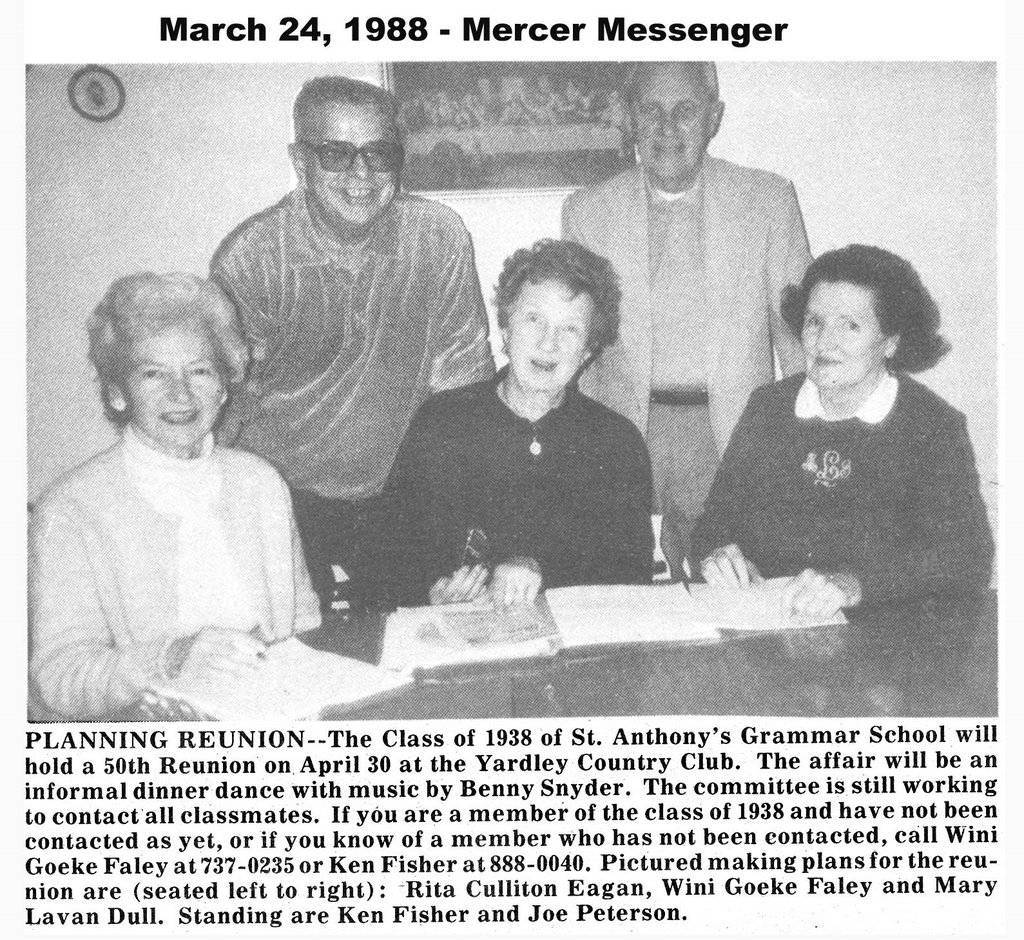 March 24, 1988 - Mercer Messenger
PLANNING REUNION--The Class of 1938 of St. Anthony's Grammar School will
hold a 50th Reunion on April 30 at the Yardley Country Club. The affair will be an
informal dinner dance with music by Benny Snyder. The committee is still working
to contact all classmates. If you are a member of the class of 1938 and have not been
contacted as yet, or if you know of a member who has not been contacted, call Wini
Goeke Faley at 737-0235 or Ken Fisher at 888-0040. Pictured making plans for the reu-
nion are (seated left to right): Rita Culliton Eagan, Wini Goeke Faley and Mary
Lavan Dull. Standing are Ken Fisher and Joe Peterson.